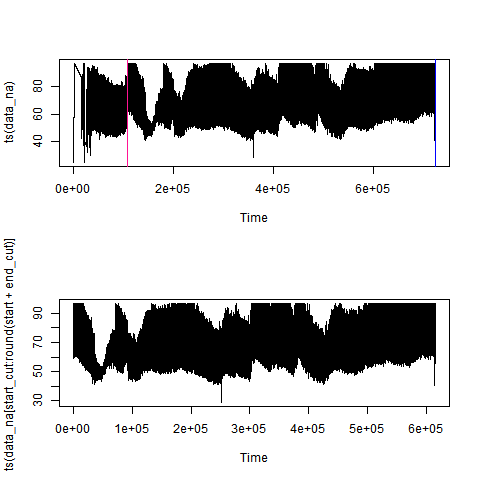 ts(data_na)
80
60
40
0e+00 2e+05 4e+05 6e+05
Time
ts(data_na[start_cut:round(start + end_cut)]
90
70
50
30
0e+00 1e+05 2e+05 3e+05 4e+05 5e+05 6e+05
Time